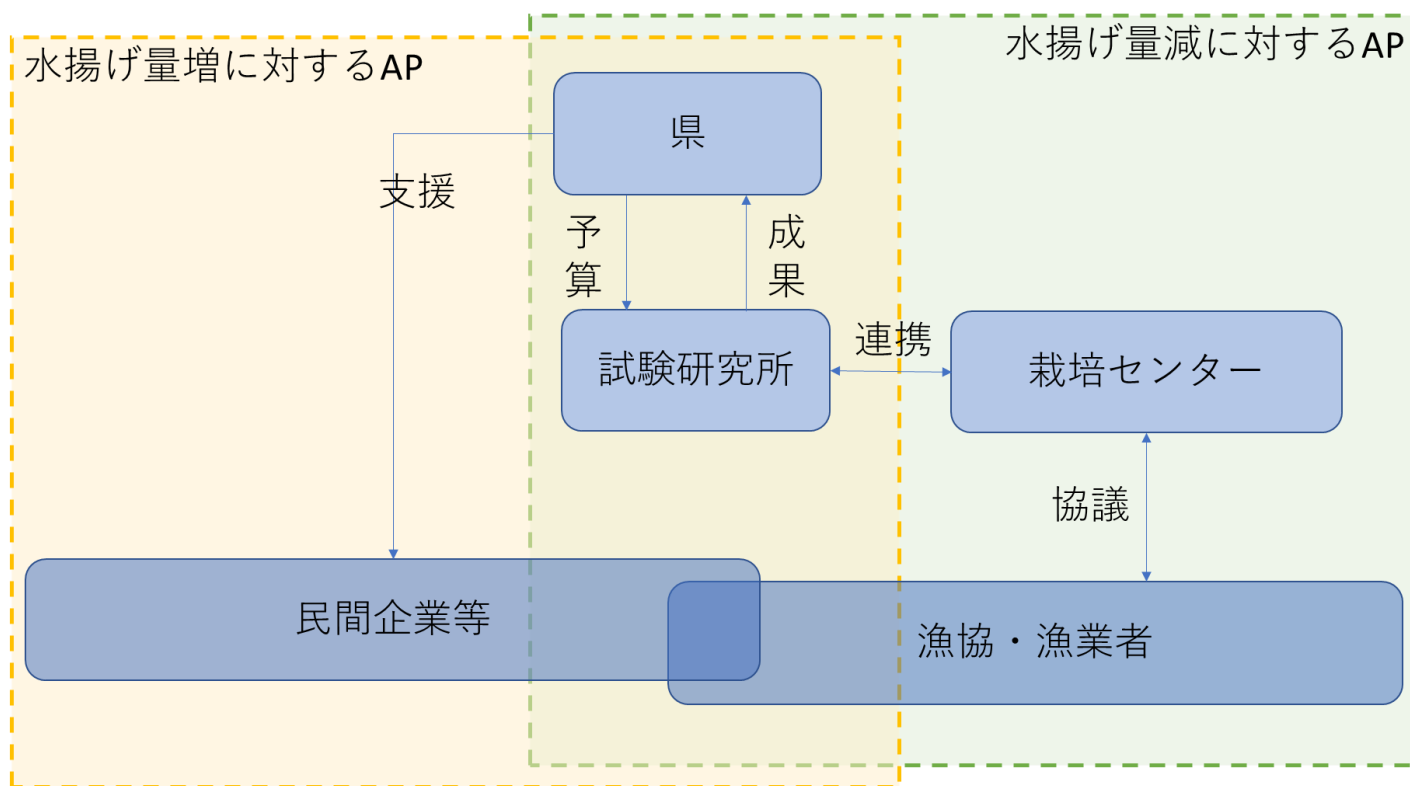 水揚げ量増に対するAP
水揚げ量減に対するAP
県
支援
予
算
成
果
試験研究所
連携
栽培センター
協議
民間企業等
漁協・漁業者